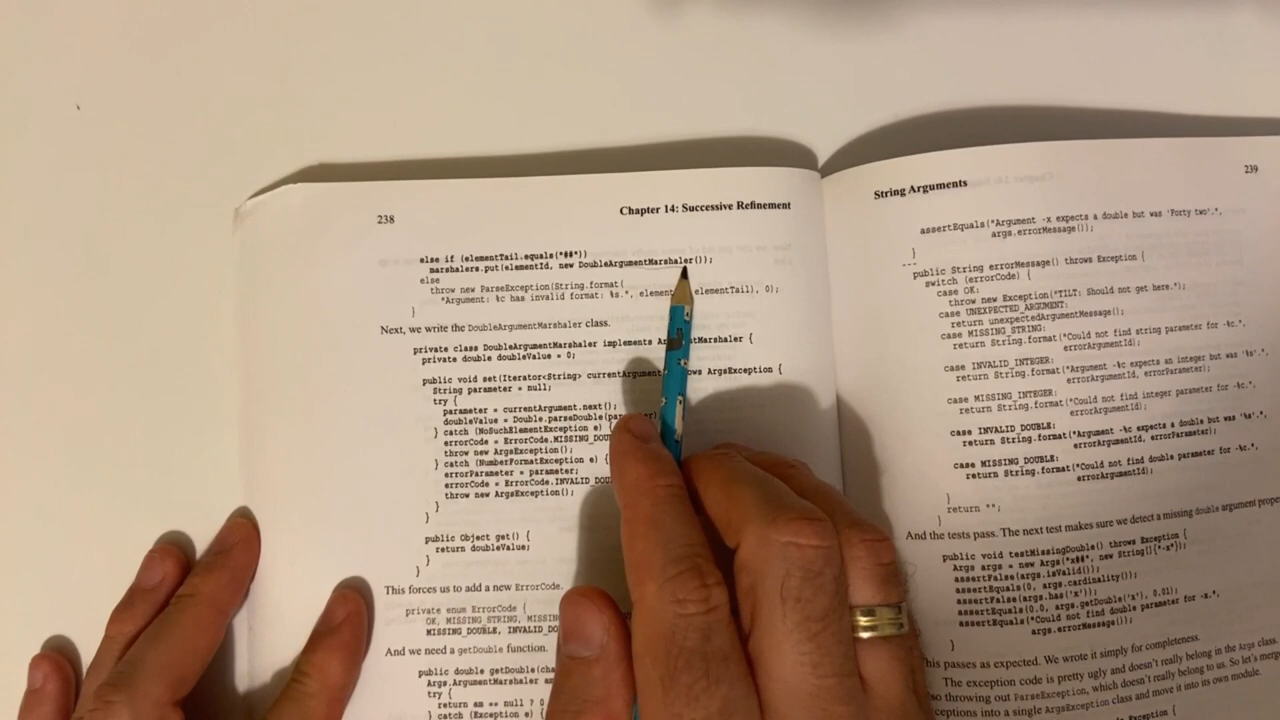 238
Chapter 14: Successive Refinement
else if (elementTail.equals("##"))
marshalers.put(elementId, new DoubleArgumentMarshaler());
else
throw new ParseException(String.format(
"Argument: %c has invalid format: %s.", elementTail), 0);
}
Next, we write the DoubleArgumentMarshaler class.
private class DoubleArgumentMarshaler implements
private double doubleValue = 0;
public void set(Iterator<String> ArgsException {
String parameter = null;
try {
parameter = currentArgument.next();
doubleValue =
} catch (NoSuchElementException e) {
errorCode =
throw new ArgsException();
} catch (NumberFormatException e) {
errorParameter = parameter;
errorCode =
throw new ArgsException();
}
}
public Object get() {
return doubleValue;
}
}
This forces us to add a new ErrorCode.
private enum ErrorCode {
OK, MISSING_STRING,
MISSING_DOUBLE,
And we need a getDouble function.
public double
Args.ArgumentMarshaler
try {
return am == null ? 0
} catch (Exception e)
String Arguments
239
assertEquals("Argument -x expects a double but was 'Forty two'.",
args.errorMessage());
}
---
public String errorMessage() throws Exception {
switch (errorCode) {
case OK:
throw new Exception("TILT: Should not get here.");
case UNEXPECTED_ARGUMENT:
return unexpectedArgumentMessage();
case MISSING_STRING:
return String.format("Could not find string parameter for -%c.",
errorArgumentId);
case INVALID_INTEGER:
return String.format("Argument -%c expects an integer but was '%s'.",
errorArgumentId, errorParameter);
case MISSING_INTEGER:
return String.format("Could not find integer parameter for -%c.",
errorArgumentId);
case INVALID_DOUBLE:
return String.format("Argument -%c expects a double but was '%s'.",
errorArgumentId, errorParameter);
case MISSING_DOUBLE:
return String.format("Could not find double parameter for -%c.",
errorArgumentId);
}
return "";
}
And the tests pass. The next test makes sure we detect a missing double argument
public void testMissingDouble() throws Exception {
Args args = new Args("x##", new String[]{"-x"});
assertFalse(args.isValid());
assertEquals(0, args.cardinality());
assertFalse(args.has('x'));
assertEquals(0.0, args.getDouble('x'), 0.01);
assertEquals("Could not find double parameter for -x.",
args.errorMessage());
}
passes as expected. We wrote it simply for completeness.
The exception code is pretty ugly and doesn't really belong in the Args class.
throwing out ParseException, which doesn't really belong to us. So let's
into a single ArgsException class and move it into its own module.
Exception {